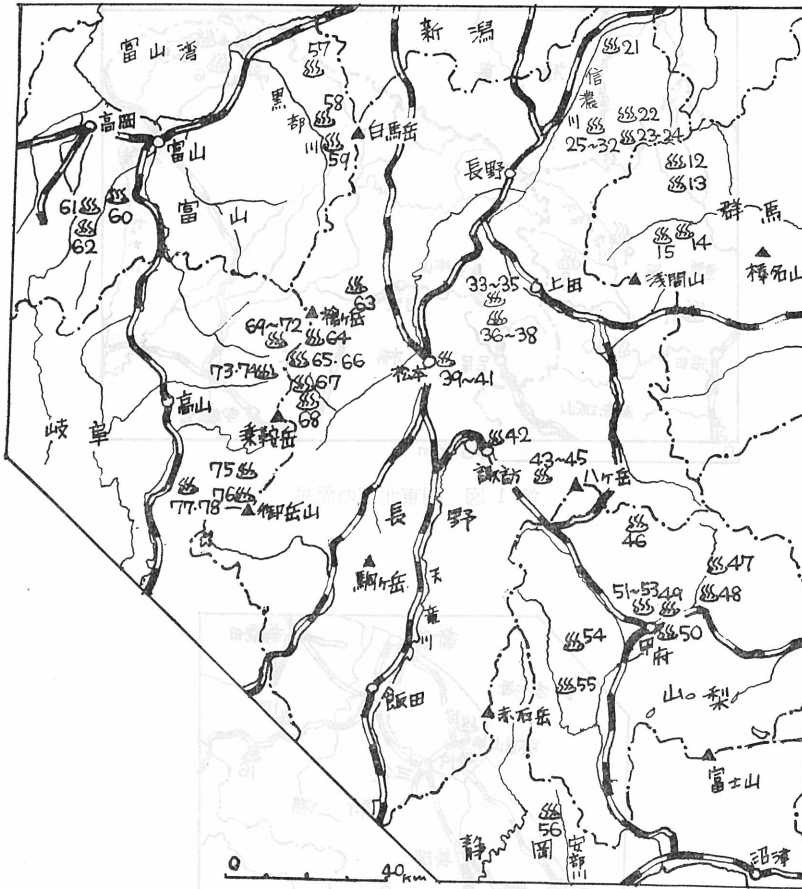 富山湾
新潟
57
21
信濃川
黒部川
58
22
高岡
白馬岳
25~32
23・24
富山
59
長野
12
13
61
60
富山
群馬
62
15
14
榛名山
33~35
上田
浅間山
63
槍ヶ岳
69~72
64
36~38
73・74
65・66
松本
39~41
67
高山
68
乗鞍岳
岐阜
42
75
諏訪
43~45
八ヶ岳
76
77・78
御岳山
長野
46
駒ヶ岳
天竜川
47
51~53
49
48
54
50
甲府
飯田
55
山梨
赤石岳
富士山
56
静岡
安部川
沼津
0
40km